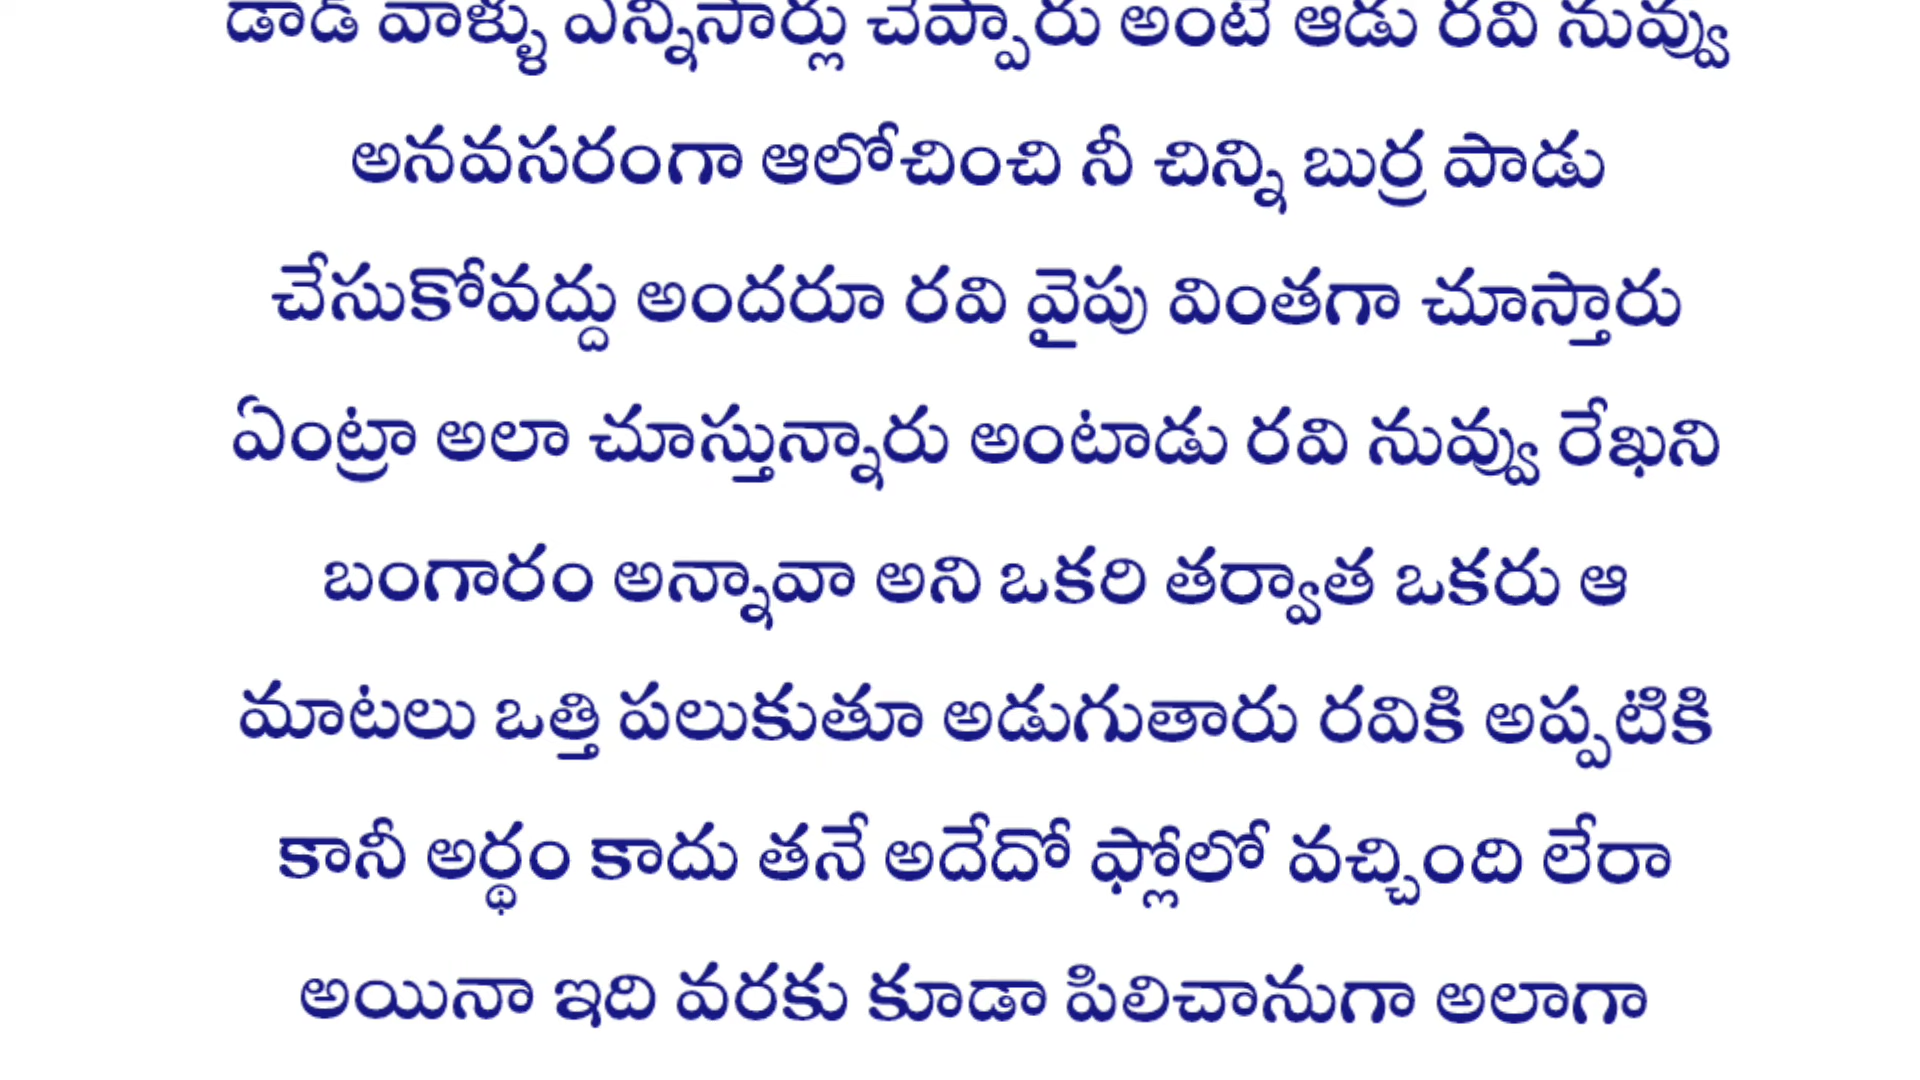 డాడీ వాళ్ళు ఎన్నిసార్లు చెప్పారు అంటే ఆడు రవి నువ్వు
అనవసరంగా ఆలోచించి నీ చిన్ని బుర్ర పాడు
చేసుకోవద్దు అందరూ రవి వైపు వింతగా చూస్తారు
ఏంట్రా అలా చూస్తున్నారు అంటాడు రవి నువ్వు రేఖని
బంగారం అన్నావా అని ఒకరి తర్వాత ఒకరు ఆ
మాటలు ఒత్తి పలుకుతూ అడుగుతారు రవికి అప్పటికి
కానీ అర్థం కాదు తనే అదేదో ఫ్లోలో వచ్చింది లేరా
అయినా ఇది వరకు కూడా పిలిచానుగా అలాగా